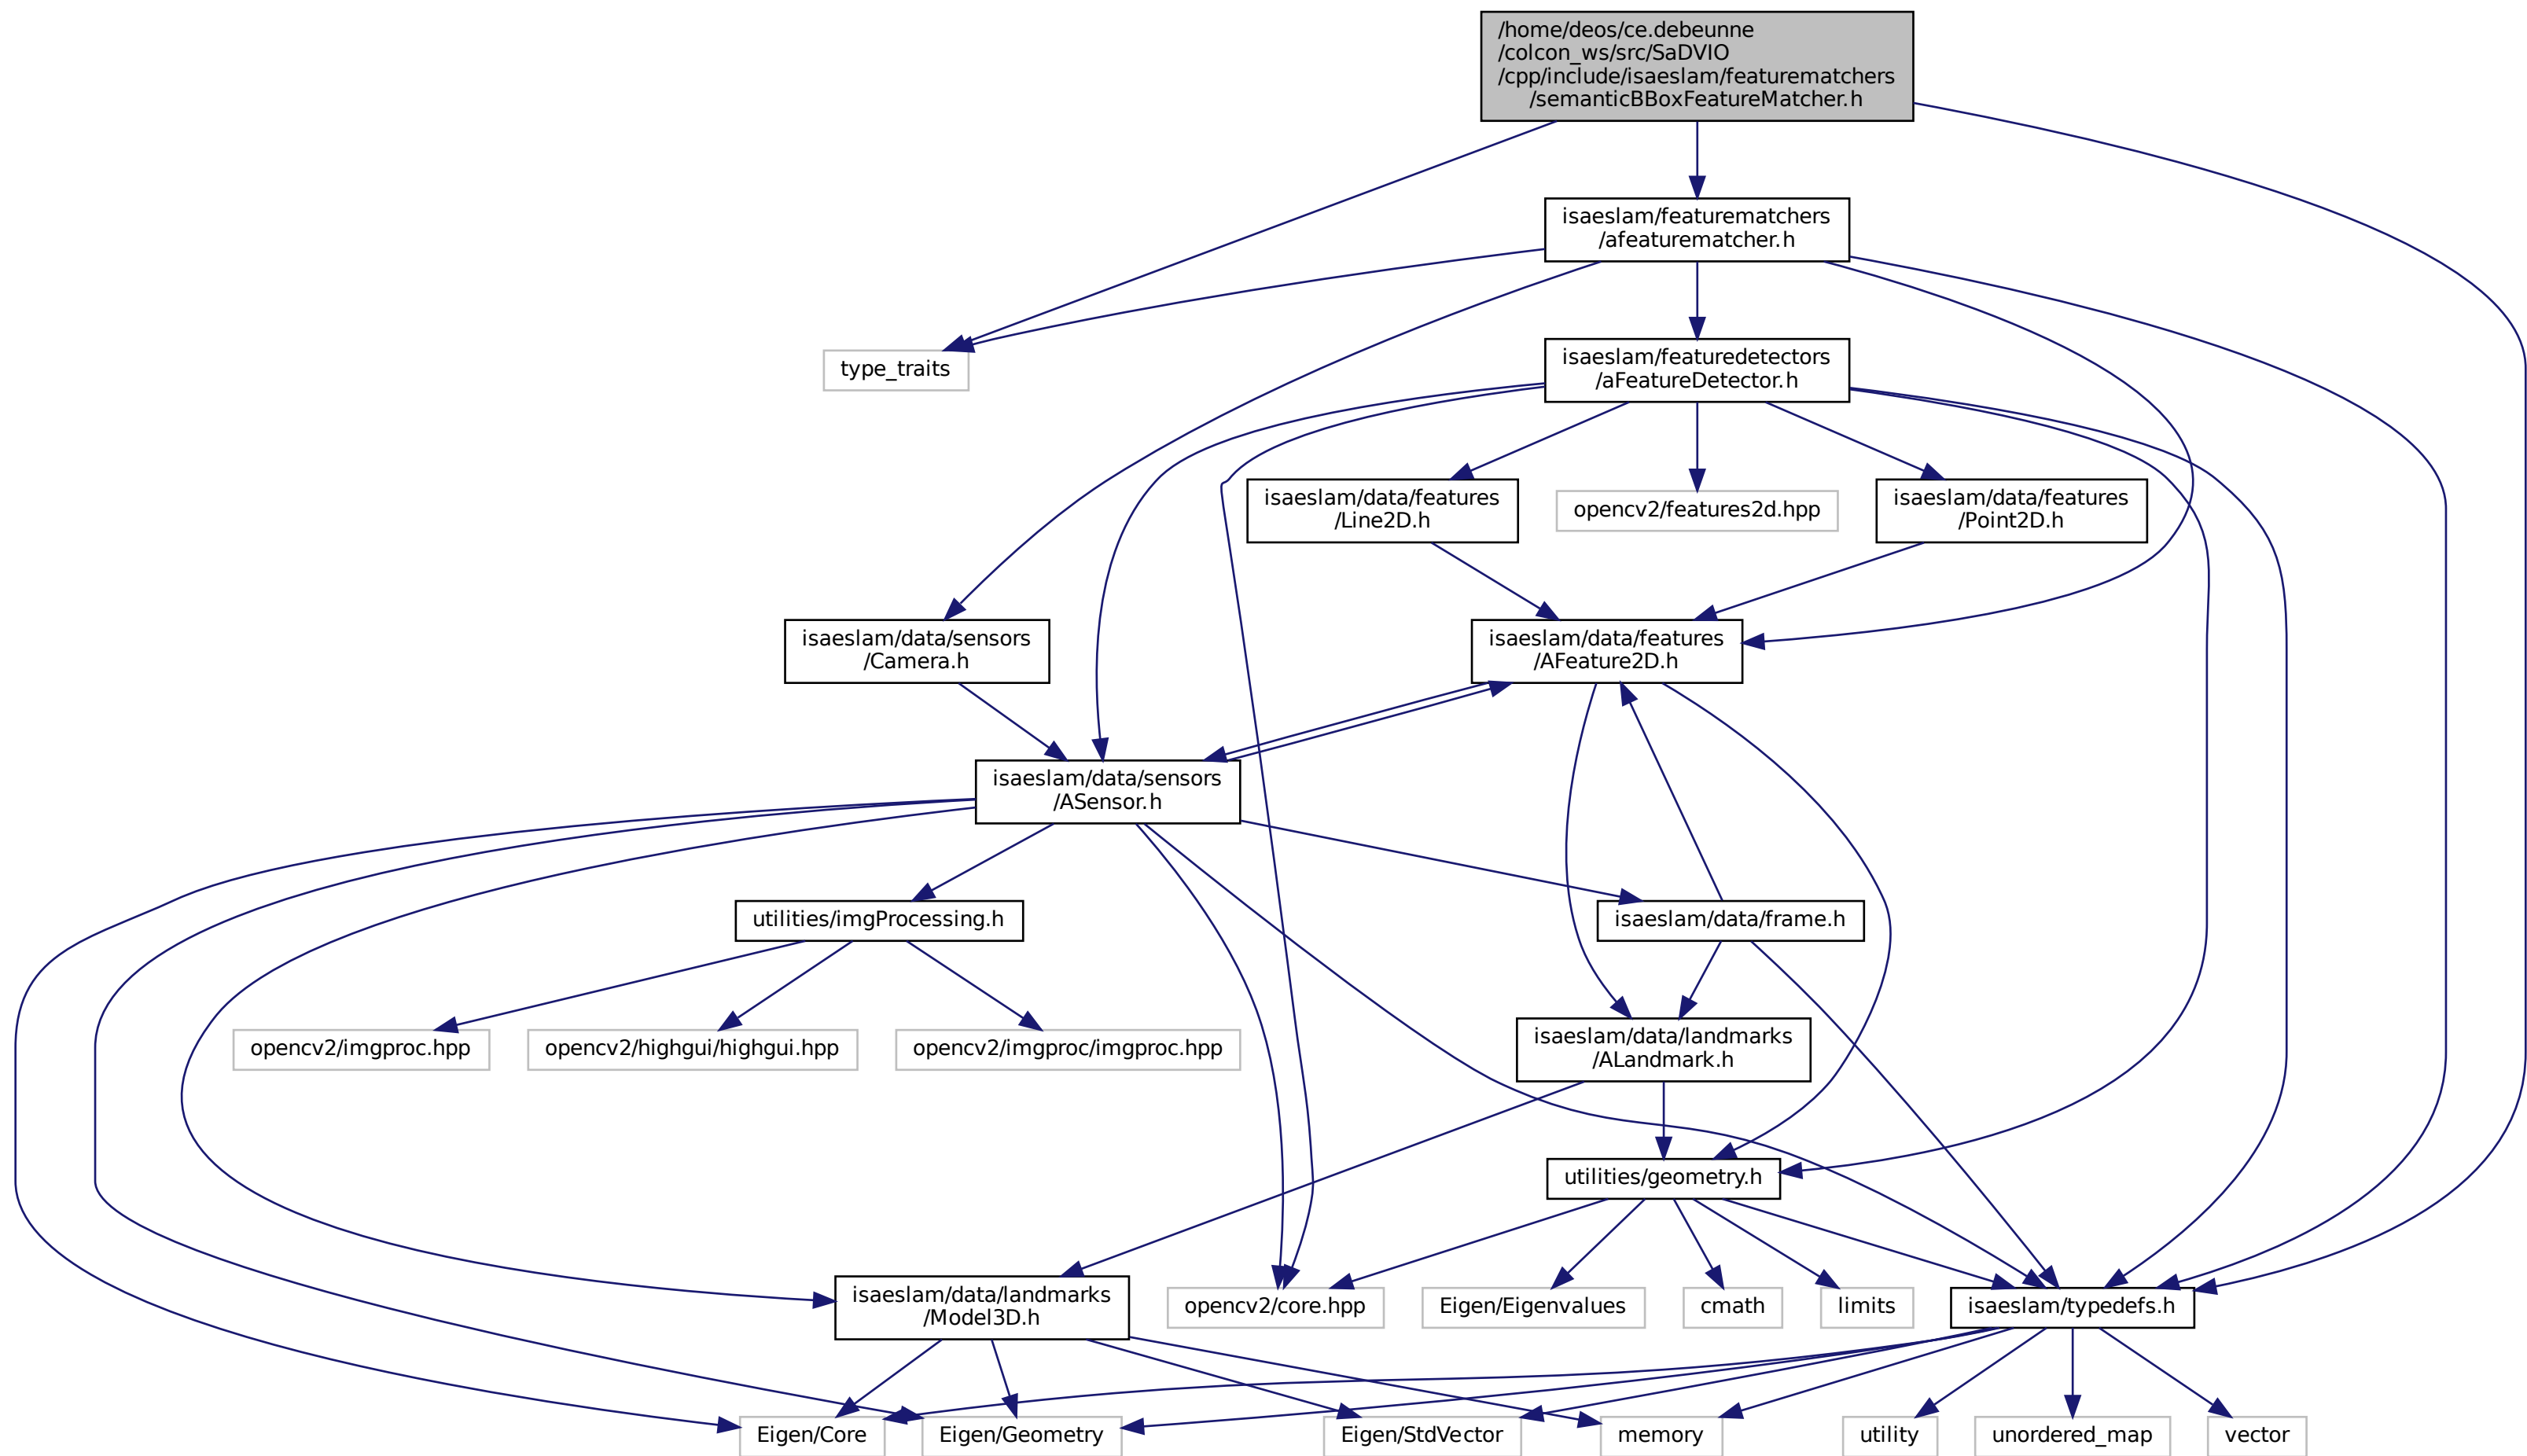 /home/deos/ce.debeunne
/colcon_ws/src/SaDVIO
/cpp/include/isaeslam/featurematchers
/semanticBBoxFeatureMatcher.h
isaeslam/featurematchers
/afeaturematcher.h
type_traits
isaeslam/featuredetectors
/aFeatureDetector.h
isaeslam/data/features
/Line2D.h
opencv2/features2d.hpp
isaeslam/data/features
/Point2D.h
isaeslam/data/sensors
/Camera.h
isaeslam/data/features
/AFeature2D.h
isaeslam/data/sensors
/ASensor.h
utilities/imgProcessing.h
isaeslam/data/frame.h
opencv2/imgproc.hpp
opencv2/highgui/highgui.hpp
opencv2/imgproc/imgproc.hpp
isaeslam/data/landmarks
/ALandmark.h
utilities/geometry.h
isaeslam/data/landmarks
/Model3D.h
opencv2/core.hpp
Eigen/Eigenvalues
cmath
limits
isaeslam/typedefs.h
Eigen/Core
Eigen/Geometry
Eigen/StdVector
memory
utility
unordered_map
vector